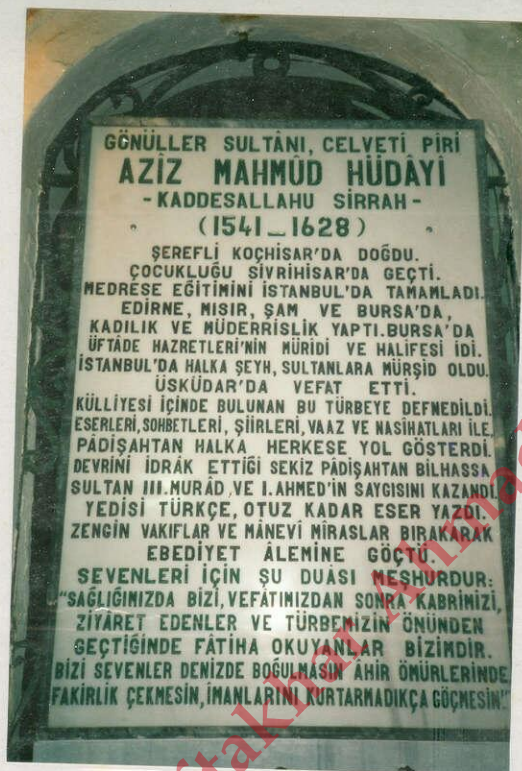 GÖNÜLLER SULTÂNI, CELVETİ PİRİ
AZÎZ MAHMÛD HÜDÂYİ
- KADDESALLAHU SİRRAH -
(1541_1628)
ŞEREFLİ KOÇHİSAR'DA DOĞDU.
ÇOCUKLUĞU SİVRİHİSAR'DA GEÇTİ.
MEDRESE EĞİTİMİNİ İSTANBUL'DA TAMAMLADI.
EDİRNE, MISIR, ŞAM VE BURSA'DA,
KADILIK VE MÜDERRİSLİK YAPTI.BURSA'DA
ÜFTÂDE HAZRETLERİ'NİN MÜRİDİ VE HALİFESİ İDİ.
İSTANBUL'DA HALKA ŞEYH, SULTANLARA MÜRŞİD OLDU.
ÜSKÜDAR'DA VEFAT ETTİ.
KÜLLİYESİ İÇİNDE BULUNAN BU TÜRBEYE DEFNEDİLDİ.
ESERLERİ,SOHBETLERİ, ŞİİRLERİ,VAAZ VE NASİHATLARI İLE,
PÂDİŞAHTAN HALKA HERKESE YOL GÖSTERDİ.
DEVRİNİ İDRÂK ETTİĞİ SEKİZ PÂDİŞAHTAN BİLHASSA
SULTAN III.MURÂD,VE I.AHMED'İN SAYGISINI KAZANDI.
YEDİSİ TÜRKÇE, OTUZ KADAR ESER YAZDI.
ZENGİN VAKIFLAR VE MÂNEVİ MİRASLAR BIRAKARAK
EBEDİYET ÂLEMİNE GÖÇTÜ
SEVENLERİ İÇİN ŞU DUASI MEŞHURDUR:
"SAĞLIĞIMIZDA BİZİ,VEFÂTIMIZDAN SONRA KABRİMİZİ,
ZİYÂRET EDENLER VE TÜRBEMİZİN ÖNÜNDEN
GEÇTİĞİNDE FÂTİHA OKUYANLAR BİZİMDİR.
BİZİ SEVENLER DENİZDE BOĞULMASIN AHİR ÖMÜRLERİNDE
FAKİRLİK ÇEKMESİN,İMANLARINI KURTARMADIKÇA GÖÇMESİN"